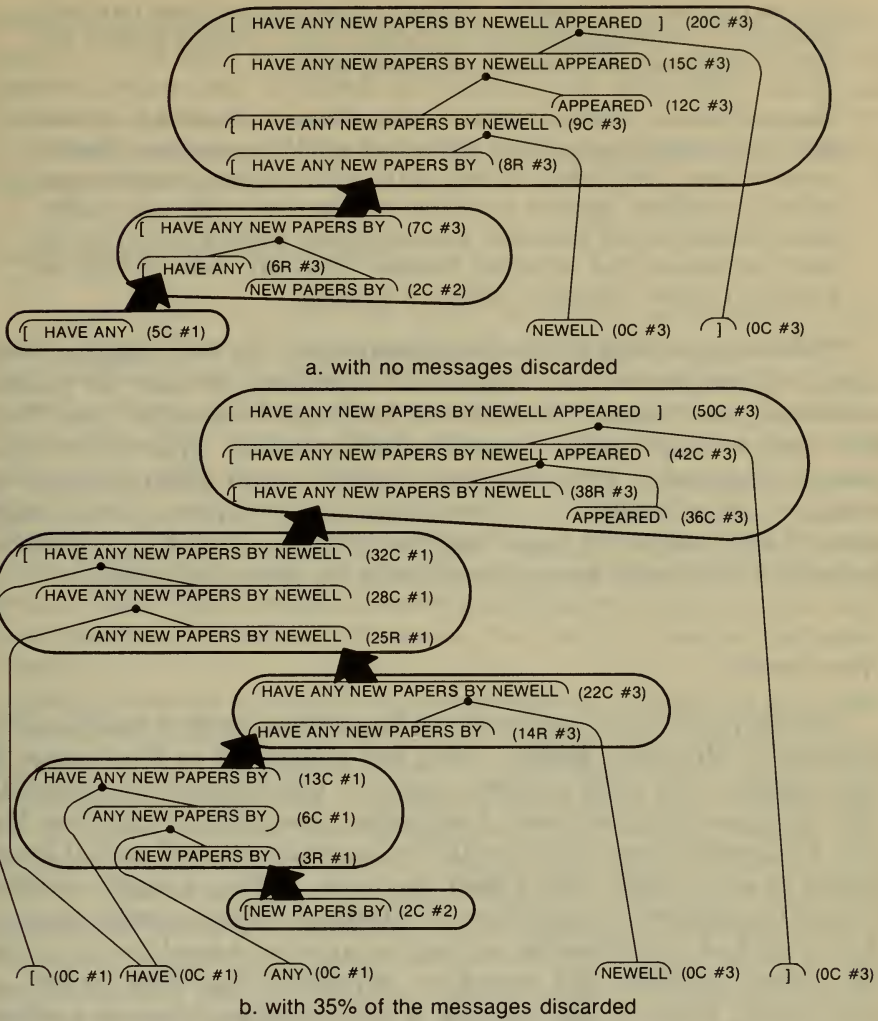 [ HAVE ANY NEW PAPERS BY NEWELL APPEARED ] (20C #3)
[ HAVE ANY NEW PAPERS BY NEWELL APPEARED (15C #3)
APPEARED (12C #3)
[ HAVE ANY NEW PAPERS BY NEWELL (9C #3)
[ HAVE ANY NEW PAPERS BY (8R #3)
[ HAVE ANY NEW PAPERS BY (7C #3)
[ HAVE ANY (6R #3)
NEW PAPERS BY (2C #2)
[ HAVE ANY (5C #1) NEWELL (0C #3) ] (0C #3)
a. with no messages discarded
[ HAVE ANY NEW PAPERS BY NEWELL APPEARED ] (50C #3)
[ HAVE ANY NEW PAPERS BY NEWELL APPEARED (42C #3)
[ HAVE ANY NEW PAPERS BY NEWELL (38R #3)
APPEARED (36C #3)
[ HAVE ANY NEW PAPERS BY NEWELL (32C #1)
HAVE ANY NEW PAPERS BY NEWELL (28C #1)
ANY NEW PAPERS BY NEWELL (25R #1)
HAVE ANY NEW PAPERS BY NEWELL (22C #3)
HAVE ANY NEW PAPERS BY (14R #3)
HAVE ANY NEW PAPERS BY (13C #1)
ANY NEW PAPERS BY (6C #1)
NEW PAPERS BY (3R #1)
[NEW PAPERS BY (2C #2)
[ (0C #1) HAVE (0C #1) ANY (0C #1) NEWELL (0C #3) ] (0C #3)
b. with 35% of the messages discarded